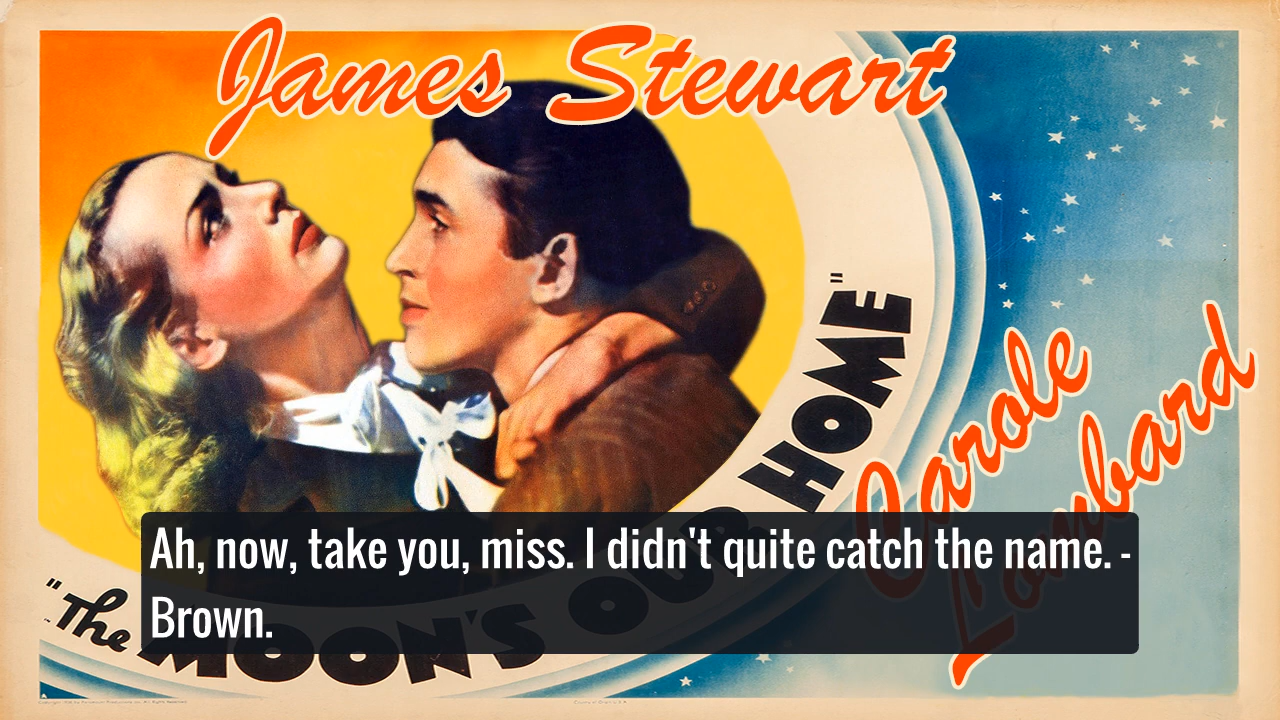 James Stewart
"The MOON'S OUR HOME"
Carole
Lombard
Ah, now, take you, miss. I didn't quite catch the name. -
Brown.